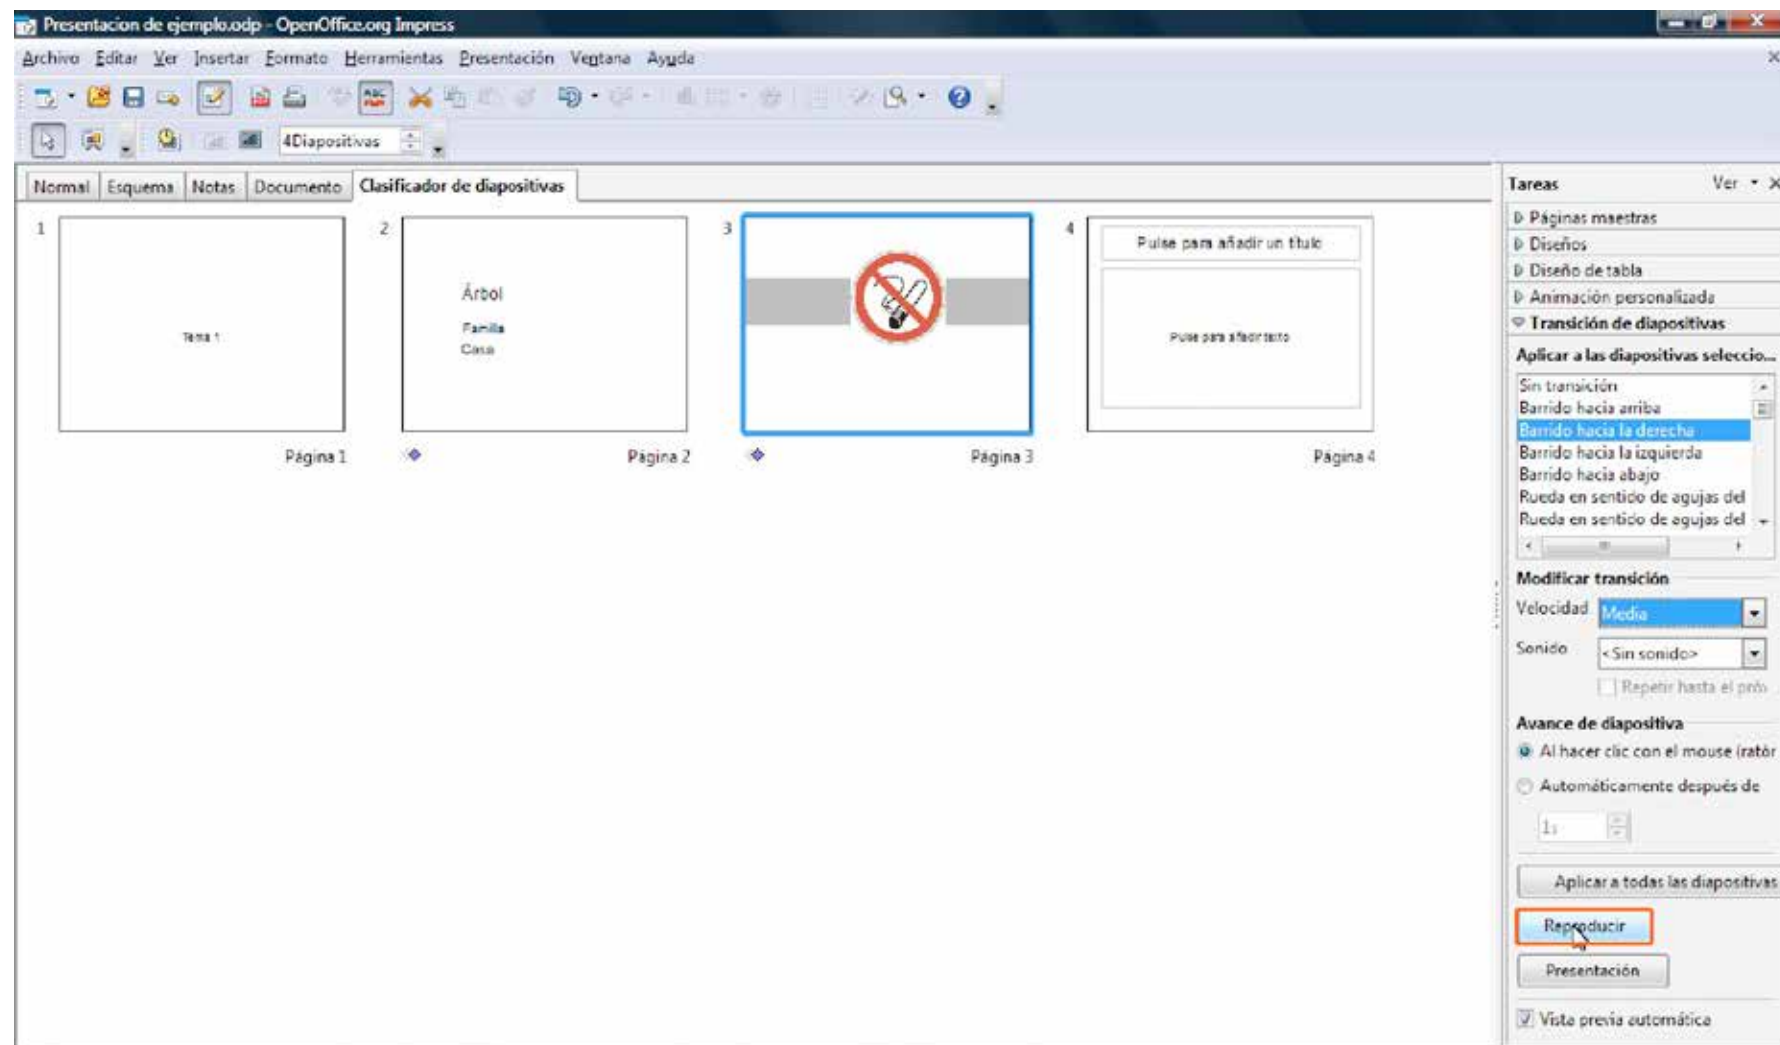 Presentacion de ejemplo.odp - OpenOffice.org Impress
Archivo Editar Ver Insertar Formato Herramientas Presentación Ventana Ayuda
ABC
4Diapositivas
Normal Esquema Notas Documento Clasificador de diapositivas
Tareas Ver
1 2 3 4
Páginas maestras
Diseños
Diseño de tabla
Animación personalizada
Transición de diapositivas
Pulse para añadir un título
Árbol
Familia
Casa
Tema 1
Pulse para añadir texto
Página 1 Página 2 Página 3 Página 4
Aplicar a las diapositivas seleccio...
Sin transición
Barrido hacia arriba
Barrido hacia la derecha
Barrido hacia la izquierda
Barrido hacia abajo
Rueda en sentido de agujas del
Rueda en sentido de agujas del
Modificar transición
Velocidad Media
Sonido <Sin sonido>
Repetir hasta el pró
Avance de diapositiva
Al hacer clic con el mouse (ratór
Automáticamente después de
1s
Aplicar a todas las diapositivas
Reproducir
Presentación
Vista previa automática